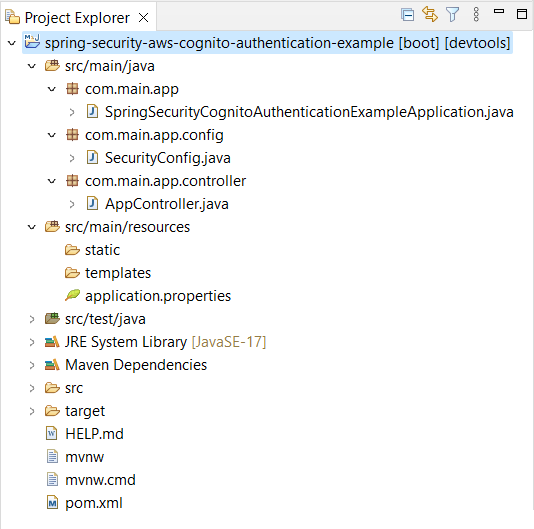 Project Explorer
spring-security-aws-cognito-authentication-example [boot] [devtools]
src/main/java
com.main.app
SpringSecurityCognitoAuthenticationExampleApplication.java
com.main.app.config
SecurityConfig.java
com.main.app.controller
AppController.java
src/main/resources
static
templates
application.properties
src/test/java
JRE System Library [JavaSE-17]
Maven Dependencies
src
target
HELP.md
mvnw
mvnw.cmd
pom.xml